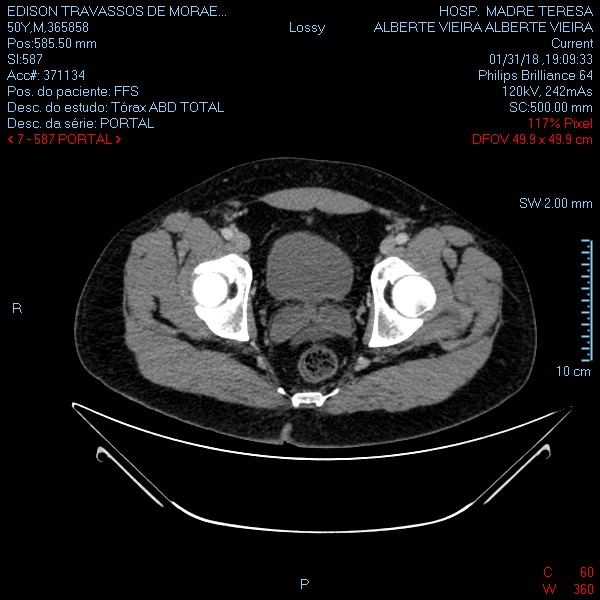 EDISON TRAVASSOS DE MORAE...
50Y,M,365858
Pos:585.50 mm
Sl:587
Acc#: 371134
Pos. do paciente: FFS
Desc. do estudo: Tórax ABD TOTAL
Desc. da série: PORTAL
< 7 - 587 PORTAL >
Lossy
HOSP. MADRE TERESA
ALBERTE VIEIRA ALBERTE VIEIRA
Current
01/31/18 ,19:09:33
Philips Brilliance 64
120kV, 242mAs
SC:500.00 mm
117% Pixel
DFOV 49.9 x 49.9 cm
SW 2.00 mm
R
10 cm
P
C 60
W 360